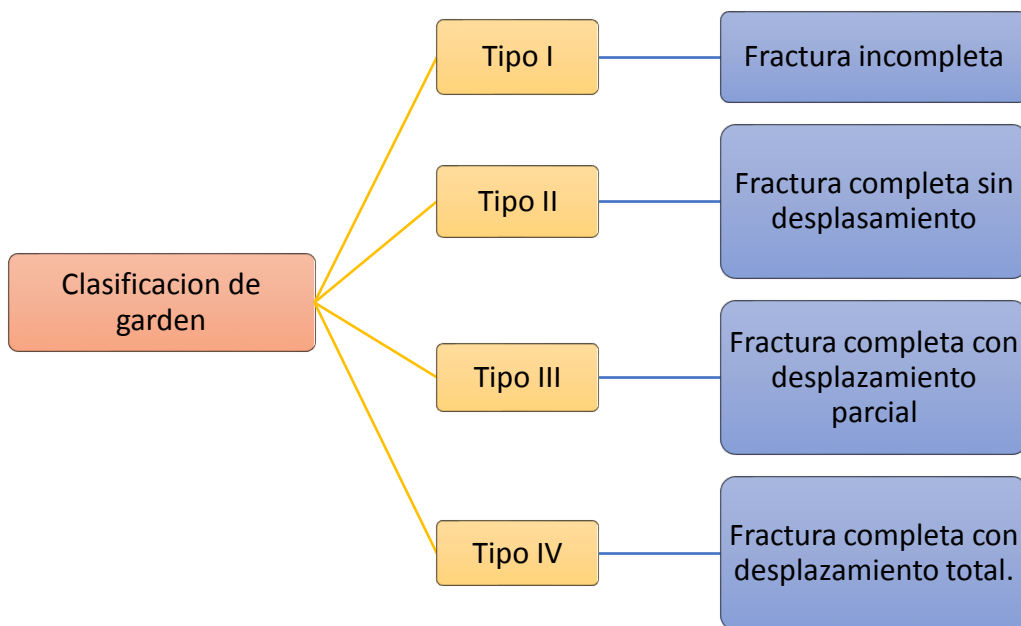 Clasificacion de
garden
Tipo I
Fractura incompleta
Tipo II
Fractura completa sin
desplasamiento
Tipo III
Fractura completa con
desplazamiento
parcial
Tipo IV
Fractura completa con
desplazamiento total.